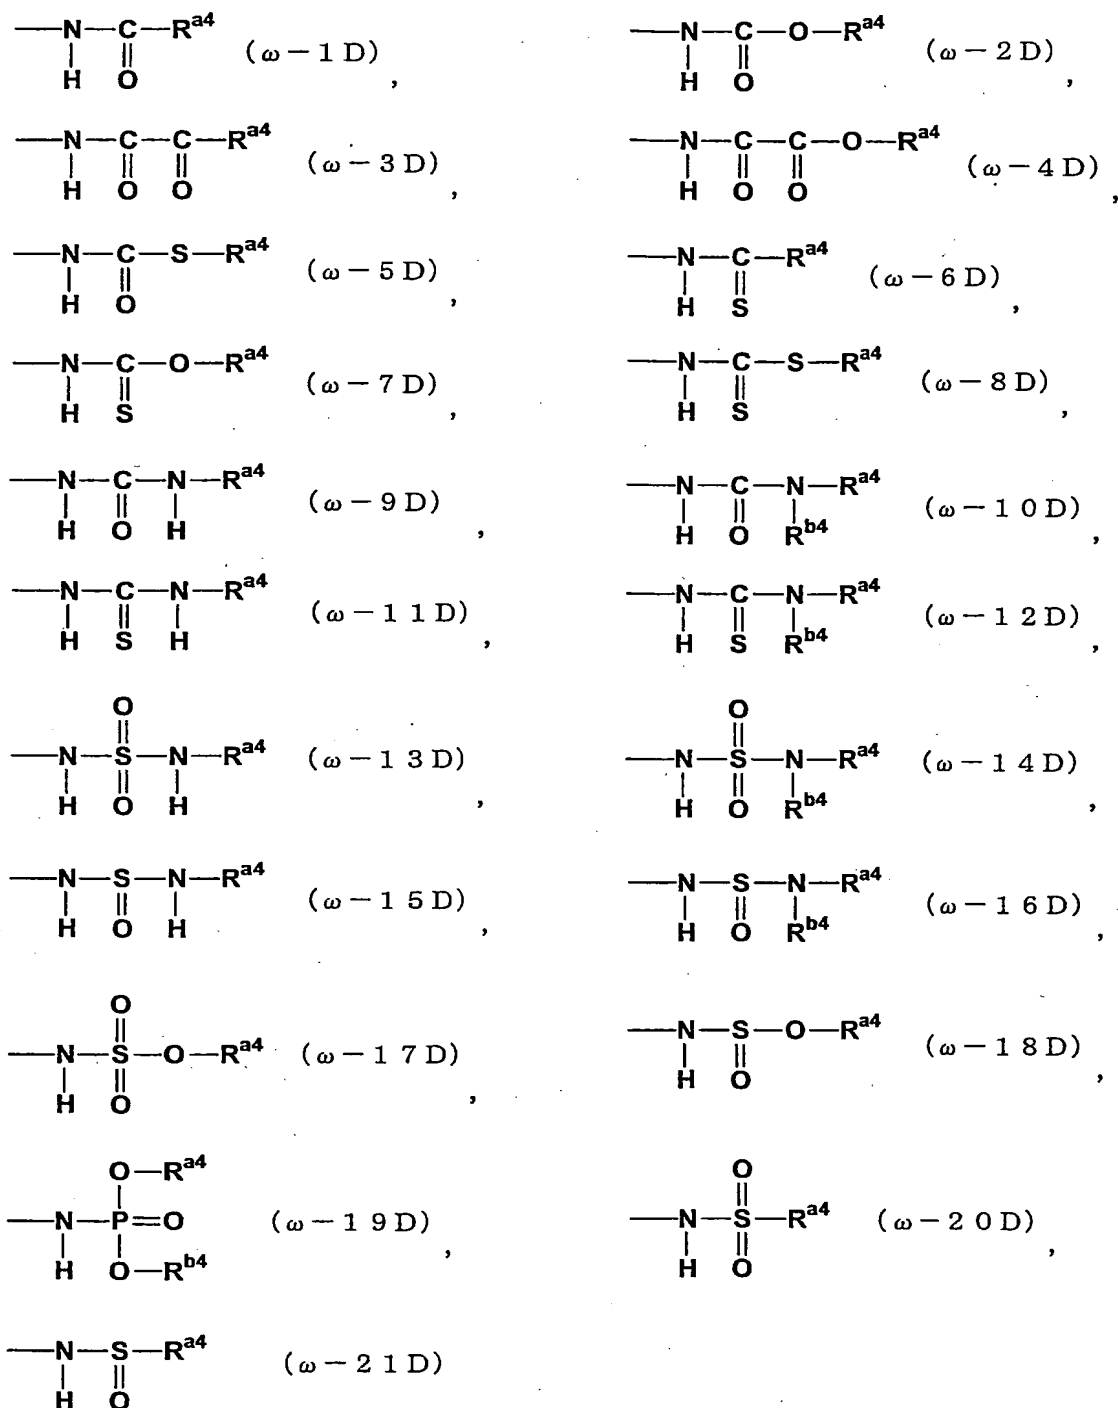 —N—C—R^a4 (ω－1D), —N—C—O—R^a4 (ω－2D),
H O H O
—N—C—C—R^a4 (ω－3D), —N—C—C—O—R^a4 (ω－4D),
H O O H O O
—N—C—S—R^a4 (ω－5D), —N—C—R^a4 (ω－6D),
H O H S
—N—C—O—R^a4 (ω－7D), —N—C—S—R^a4 (ω－8D),
H S H S
—N—C—N—R^a4 (ω－9D), —N—C—N—R^a4 (ω－10D),
H O H H O R^b4
—N—C—N—R^a4 (ω－11D), —N—C—N—R^a4 (ω－12D),
H S H H S R^b4
O O
—N—S—N—R^a4 (ω－13D), —N—S—N—R^a4 (ω－14D),
H O H H O R^b4
—N—S—N—R^a4 (ω－15D), —N—S—N—R^a4 (ω－16D),
H O H H O R^b4
O
—N—S—O—R^a4 (ω－17D), —N—S—O—R^a4 (ω－18D),
H O H O
O—R^a4 O
—N—P=O (ω－19D), —N—S—R^a4 (ω－20D),
H O—R^b4 H O
—N—S—R^a4 (ω－21D)
H O